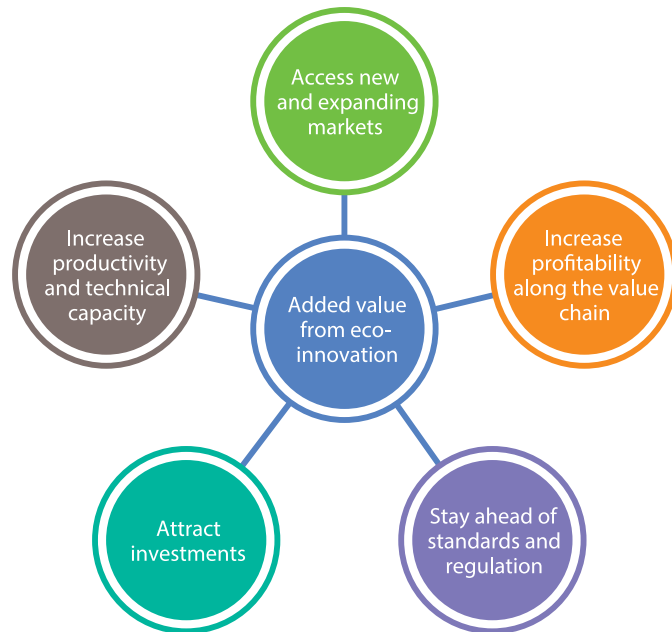 Access new
and expanding
markets
Increase
profitability
along the value
chain
Stay ahead of
standards and
regulation
Attract
investments
Increase
productivity
and technical
capacity
Added value
from eco-
innovation